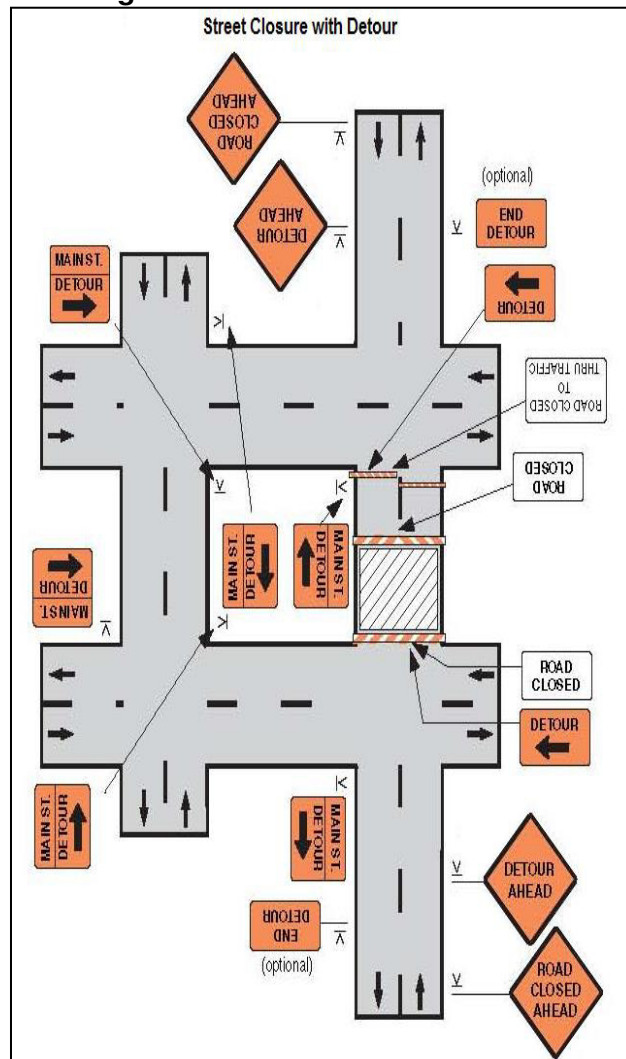 Street Closure with Detour
ROAD
CLOSED
AHEAD
DETOUR
AHEAD
(optional)
END
DETOUR
MAIN ST.
DETOUR
DETOUR
ROAD CLOSED
TO
THRU TRAFFIC
ROAD
CLOSED
MAIN ST.
DETOUR
MAIN ST.
DETOUR
MAIN ST.
DETOUR
ROAD
CLOSED
DETOUR
MAIN ST.
DETOUR
MAIN ST.
DETOUR
DETOUR
AHEAD
END
DETOUR
(optional)
ROAD
CLOSED
AHEAD